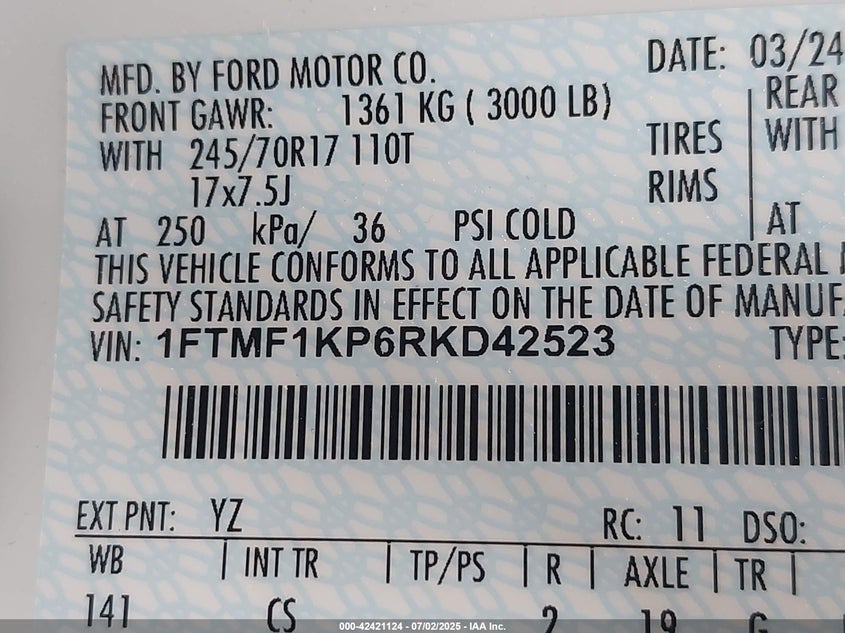 MFD. BY FORD MOTOR CO. DATE: 03/24
FRONT GAWR: 1361 KG ( 3000 LB) REAR
WITH 245/70R17 110T TIRES WITH
17x7.5J RIMS
AT 250 kPa/ 36 PSI COLD AT
THIS VEHICLE CONFORMS TO ALL APPLICABLE FEDERAL
SAFETY STANDARDS IN EFFECT ON THE DATE OF MANUF
VIN: 1FTMF1KP6RKD42523 TYPE:
EXT PNT: YZ RC: 11 DSO:
WB INT TR TP/PS R AXLE TR
141 CS 2 19 G
000-42421124 - 07/02/2025 - IAA Inc.